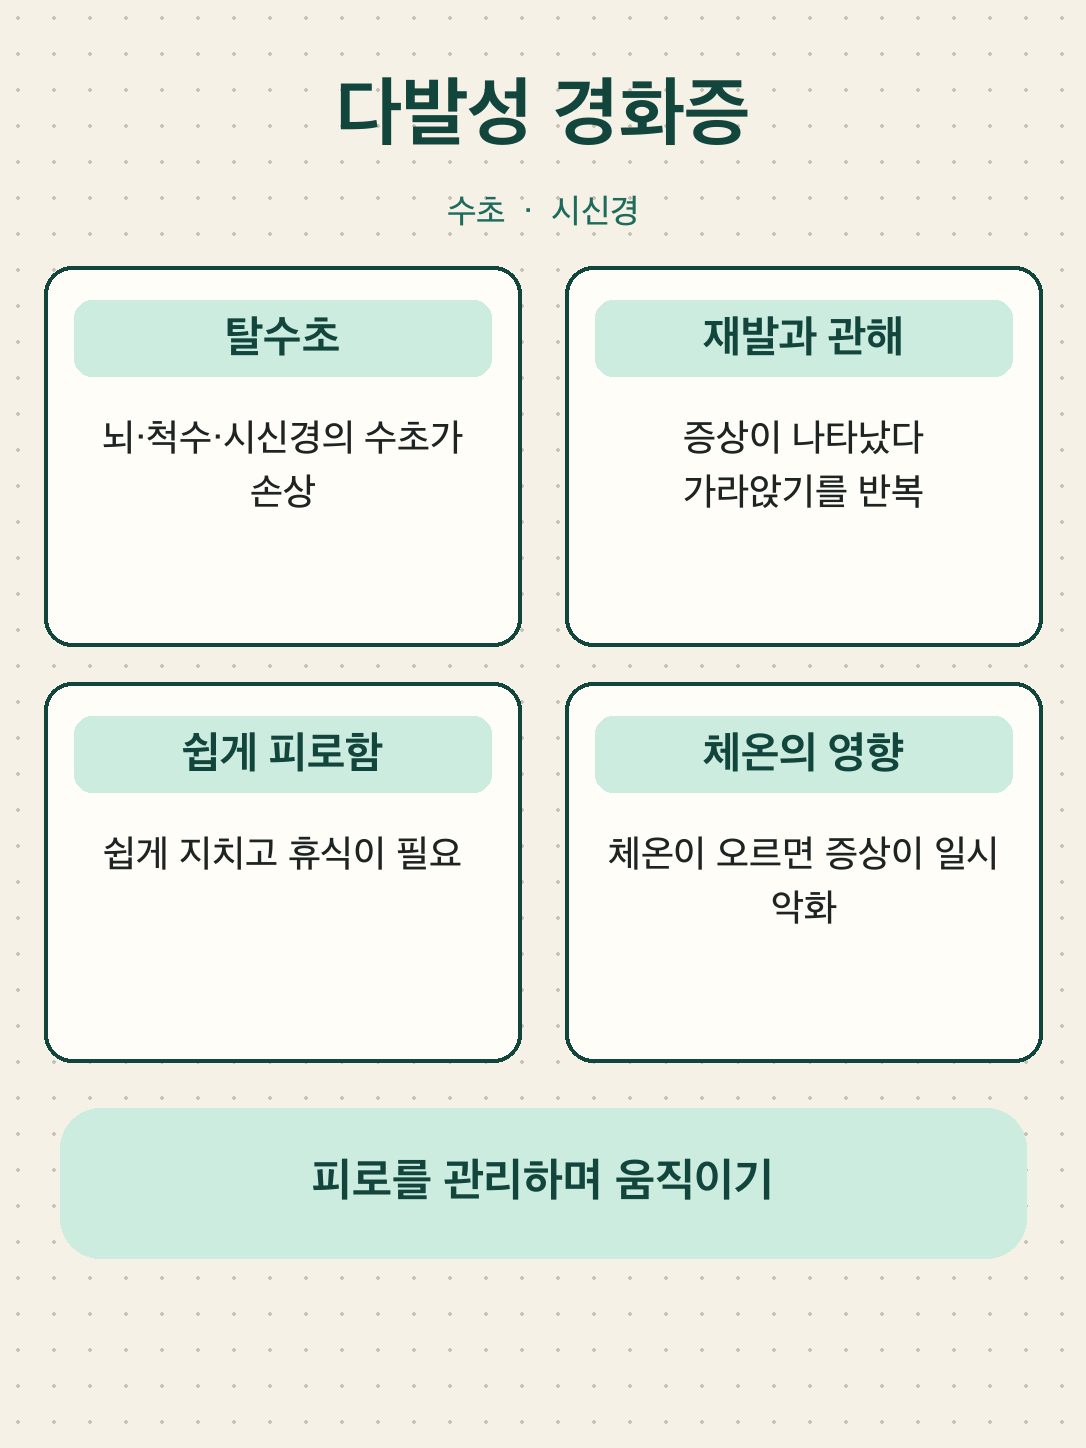 다발성 경화증
수초 · 시신경
탈수초
뇌·척수·시신경의 수초가
손상
재발과 관해
증상이 나타났다
가라앉기를 반복
쉽게 피로함
쉽게 지치고 휴식이 필요
체온의 영향
체온이 오르면 증상이 일시
악화
피로를 관리하며 움직이기